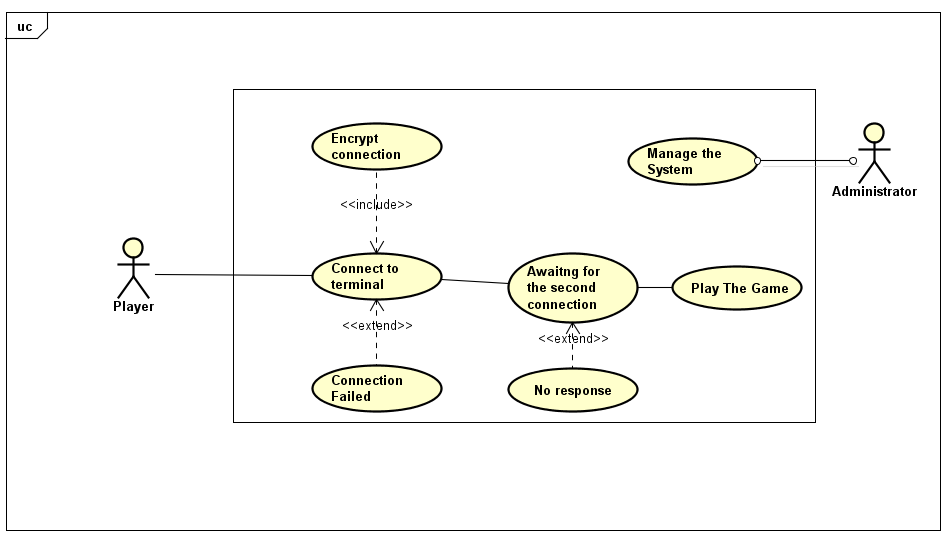 uc
Encrypt
connection
Manage the
System
Administrator
<<include>>
Player
Connect to
terminal
Awaitng for
the second
connection
Play The Game
<<extend>>
<<extend>>
Connection
Failed
No response